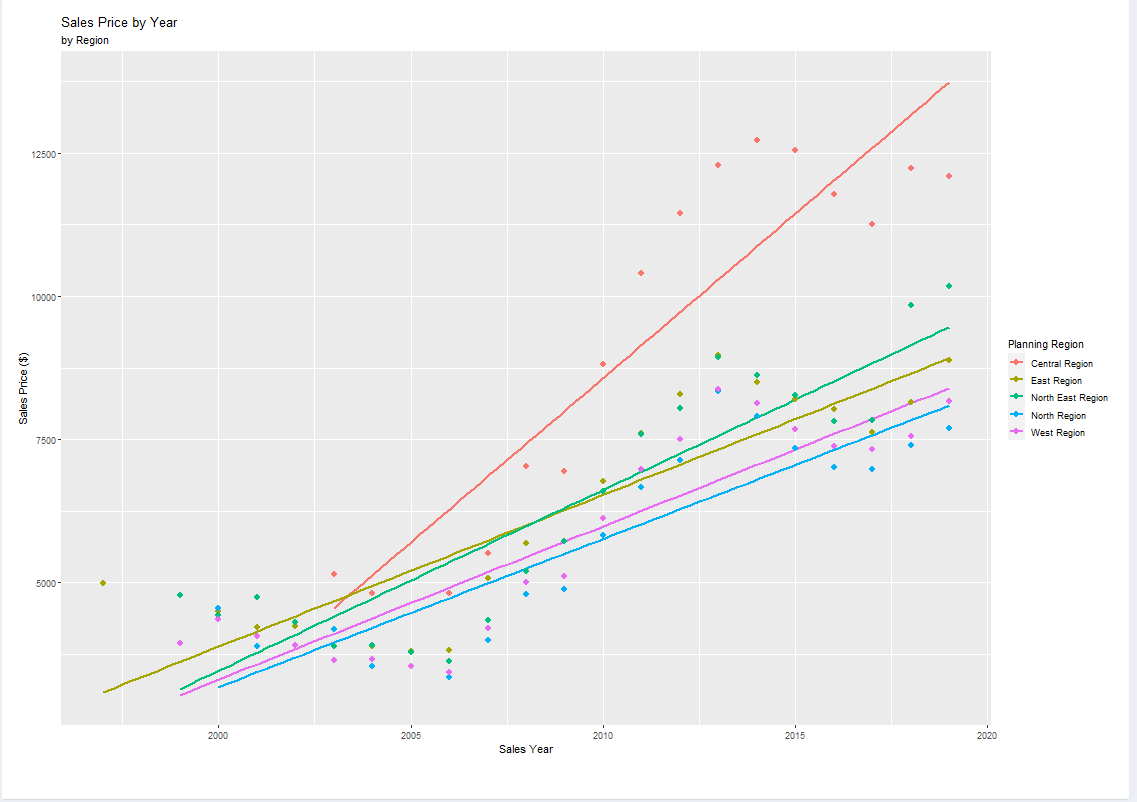 Sales Price by Year
by Region
12500
10000
7500
5000
Sales Price ($)
2000 2005 2010 2015 2020
Sales Year
Planning Region
Central Region
East Region
North East Region
North Region
West Region